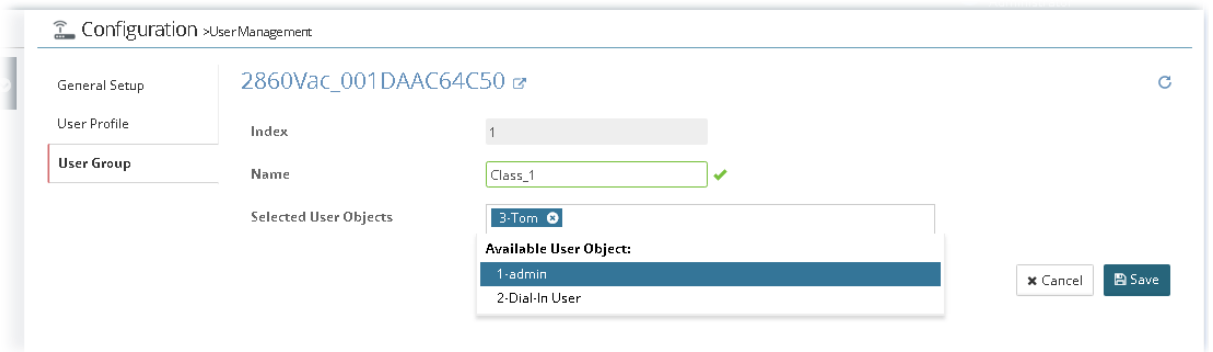 Configuration >User Management
General Setup
2860Vac_001DAAC64C50
User Profile
Index 1
User Group
Name Class_1
Selected User Objects 3-Tom
Available User Object:
1-admin
Cancel Save
2-Dial-In User